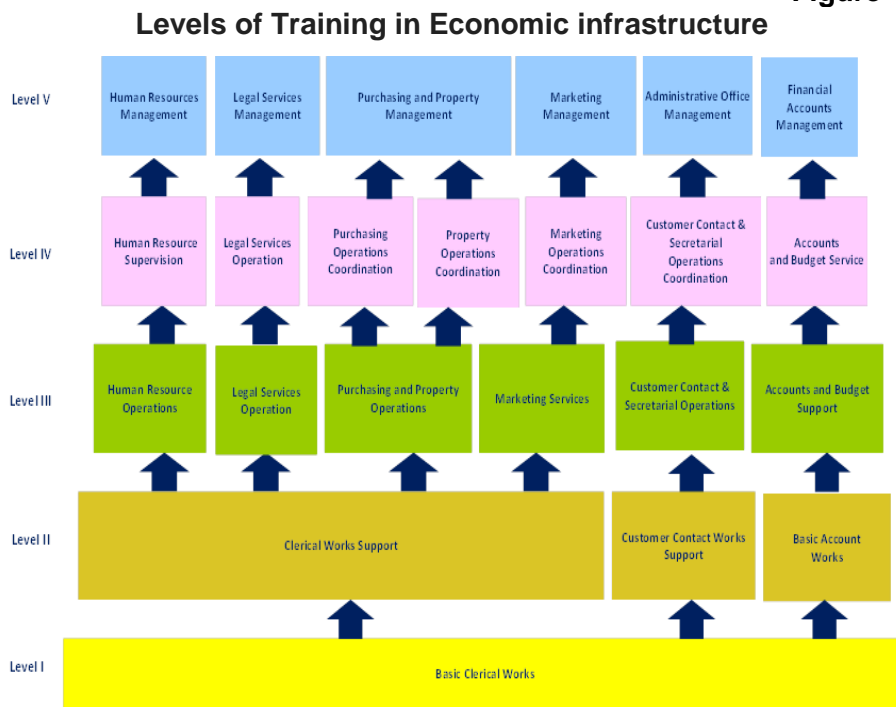 Figure
Levels of Training in Economic infrastructure
Level V
Human Resources
Management
Legal Services
Management
Purchasing and Property
Management
Marketing
Management
Administrative Office
Management
Financial
Accounts
Management
Level IV
Human Resource
Supervision
Legal Services
Operation
Purchasing
Operations
Coordination
Property
Operations
Coordination
Marketing
Operations
Coordination
Customer Contact &
Secretarial
Operations
Coordination
Accounts
and Budget Service
Level III
Human Resource
Operations
Legal Services
Operation
Purchasing and Property
Operations
Marketing Services
Customer Contact &
Secretarial Operations
Accounts and Budget
Support
Level II
Clerical Works Support
Customer Contact Works
Support
Basic Account
Works
Level I
Basic Clerical Works